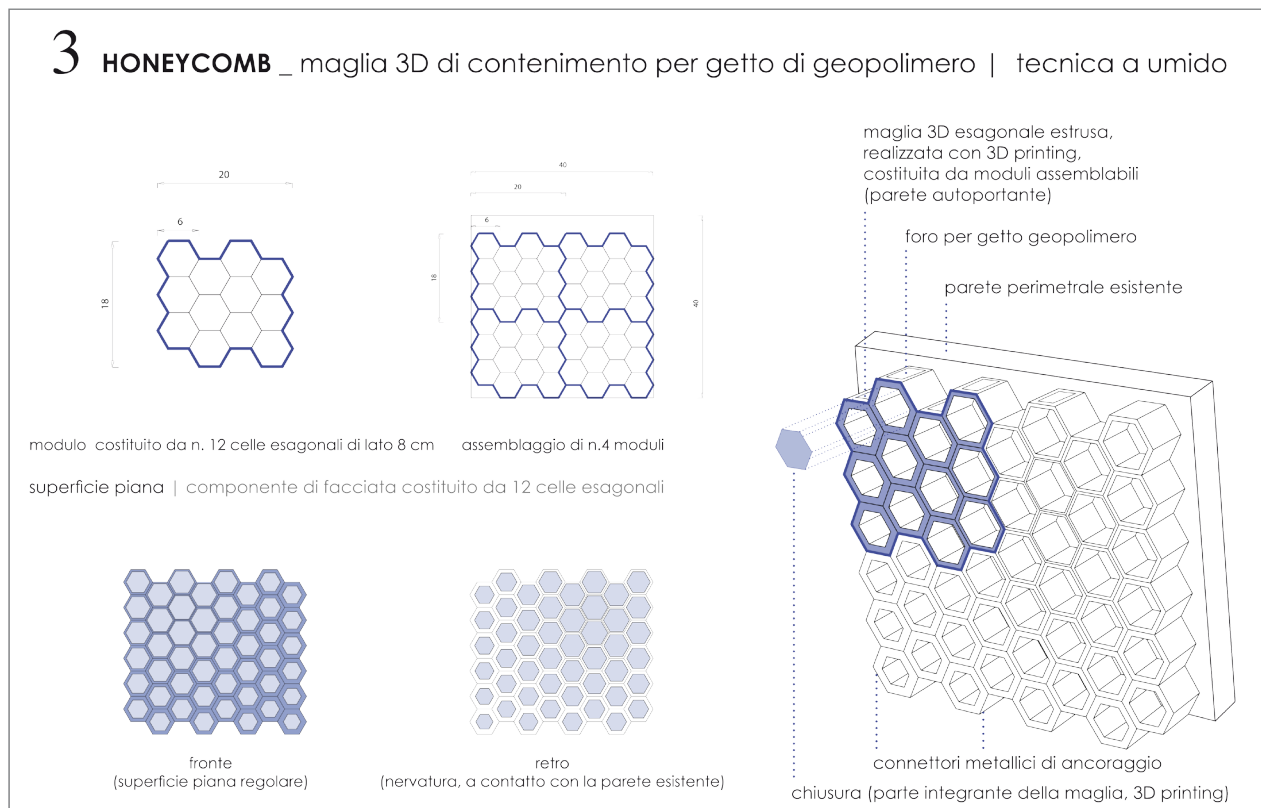 3 HONEYCOMB _ maglia 3D di contenimento per getto di geopolimero | tecnica a umido
maglia 3D esagonale estrusa,
realizzata con 3D printing,
costituita da moduli assemblabili
(parete autoportante)
foro per getto geopolimero
parete perimetrale esistente
20
6
18
40
20
6
18
40
modulo costituito da n. 12 celle esagonali di lato 8 cm
assemblaggio di n.4 moduli
superficie piana | componente di facciata costituito da 12 celle esagonali
fronte
(superficie piana regolare)
retro
(nervatura, a contatto con la parete esistente)
connettori metallici di ancoraggio
chiusura (parte integrante della maglia, 3D printing)